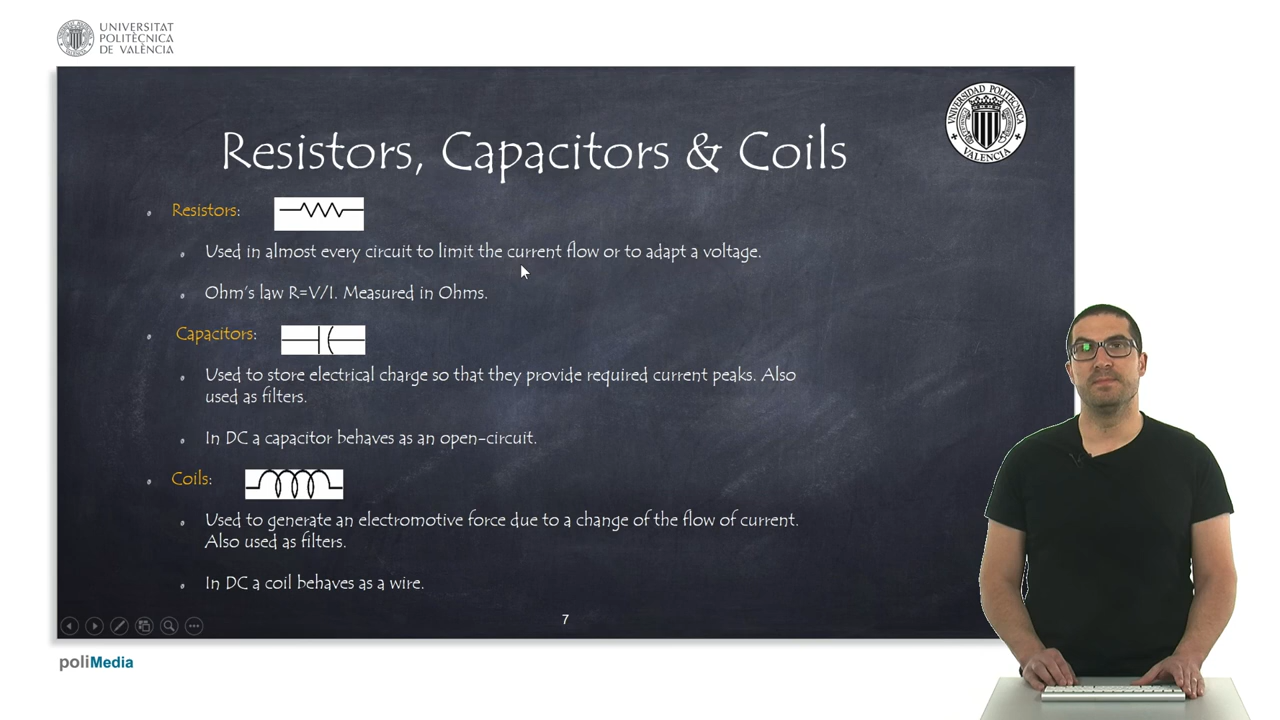 UNIVERSITAT
POLITÈCNICA
DE VALÈNCIA
UNIVERSIDAD POLITECNICA
VALENCIA
Resistors, Capacitors & Coils
Resistors:
Used in almost every circuit to limit the current flow or to adapt a voltage.
Ohm's law R=V/I. Measured in Ohms.
Capacitors:
Used to store electrical charge so that they provide required current peaks. Also
used as filters.
In DC a capacitor behaves as an open-circuit.
Coils:
Used to generate an electromotive force due to a change of the flow of current.
Also used as filters.
In DC a coil behaves as a wire.
7
poliMedia